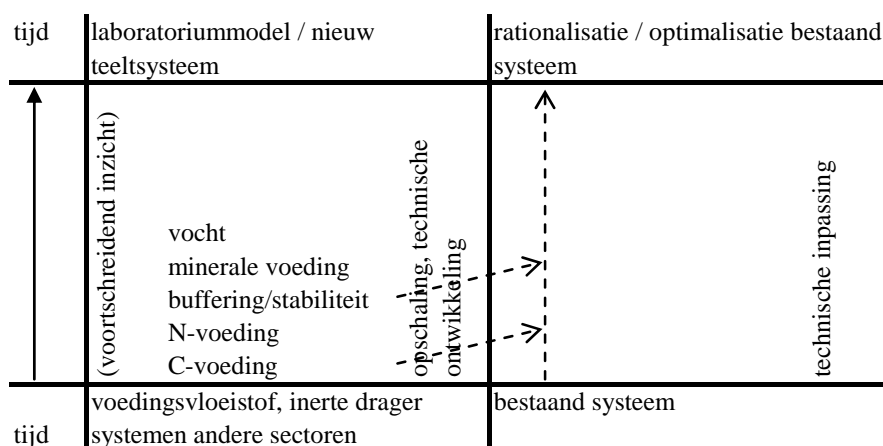 tijd
laboratoriummodel / nieuw
teeltsysteem
rationalisatie / optimalisatie bestaand
systeem
(voortschreidend inzicht)
vocht
minerale voeding
buffering/stabiliteit
N-voeding
C-voeding
opschaling, technische
ontwikkeling
technische inpassing
tijd
voedingsvloeistof, inerte drager
systemen andere sectoren
bestaand systeem